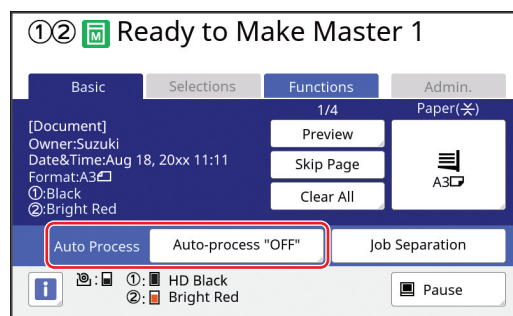 ①② M Ready to Make Master 1
Basic Selections Functions Admin.
1/4 Paper(⚹)
[Document]
Owner:Suzuki
Date&Time:Aug 18, 20xx 11:11
Format:A3
①:Black
②:Bright Red
Preview
Skip Page
Clear All
A3
Auto Process Auto-process "OFF" Job Separation
i ①: HD Black
②: Bright Red
Pause